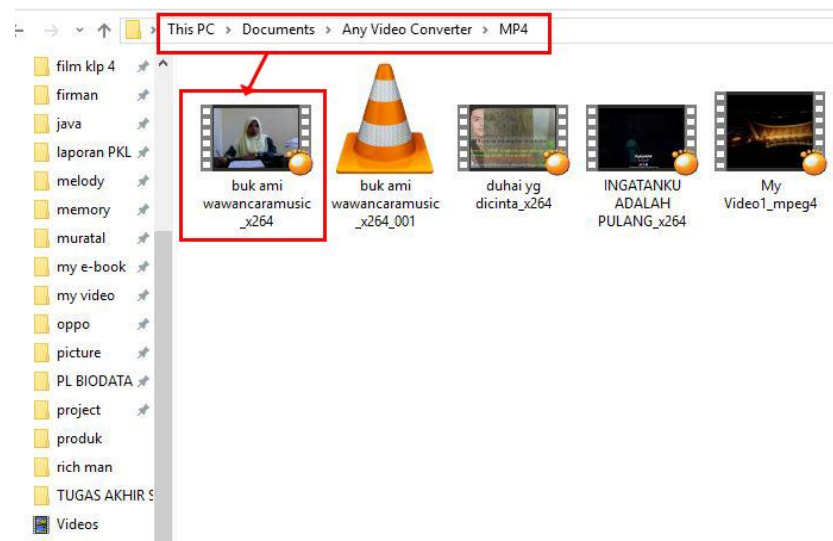 This PC > Documents > Any Video Converter > MP4
film klp 4
firman
java
laporan PKL
melody
memory
muratal
my e-book
my video
oppo
picture
PL BIODATA
project
produk
rich man
TUGAS AKHIR S
Videos
buk ami
wawancaramusic
_x264
buk ami
wawancaramusic
_x264_001
duhai yg
dicinta_x264
INGATANKU
ADALAH
PULANG_x264
My
Video1_mpeg4